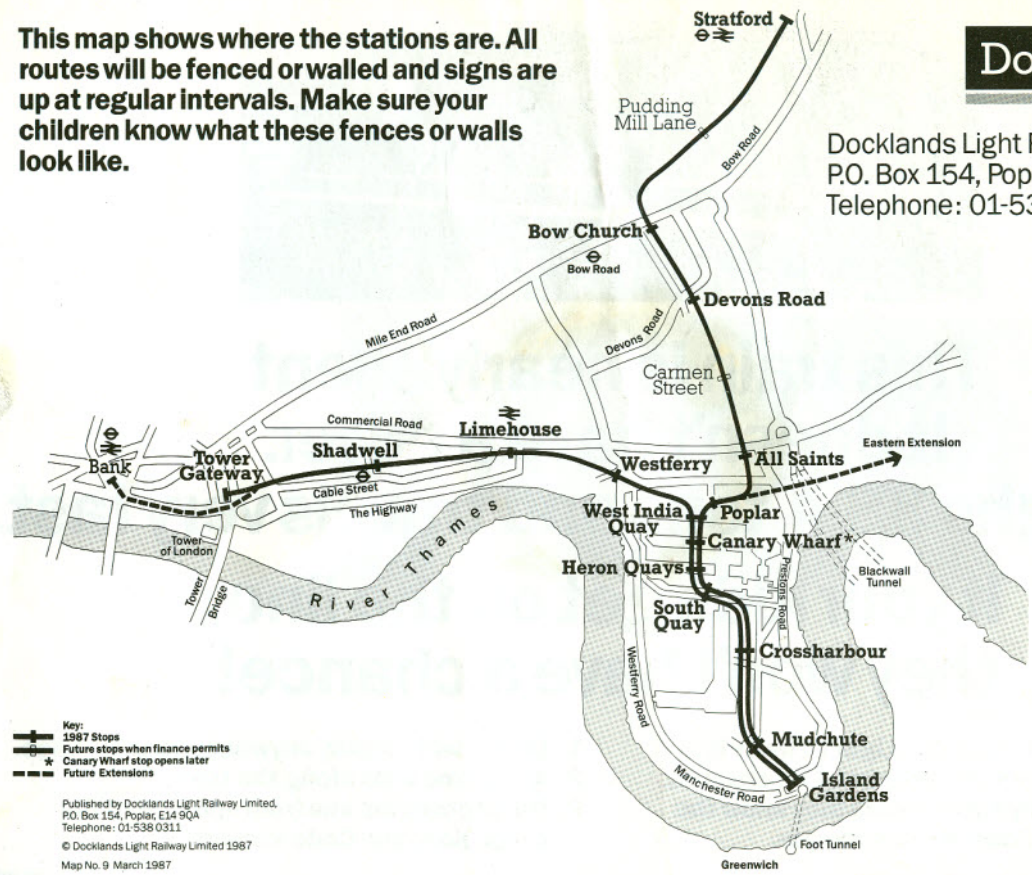 This map shows where the stations are. All
routes will be fenced or walled and signs are
up at regular intervals. Make sure your
children know what these fences or walls
look like.
Do
Docklands Light
P.O. Box 154, Pop
Telephone: 01-53
Stratford
Pudding
Mill Lane
Bow Road
Bow Church
Bow Road
Devons Road
Devons Road
Mile End Road
Carmen
Street
Commercial Road
Limehouse
Eastern Extension
Bank
Tower
Gateway
Shadwell
Westferry
All Saints
Cable Street
The Highway
West India
Quay
Poplar
Canary Wharf*
Tower
of London
River Thames
Heron Quays
Blackwall
Tunnel
Prestons Road
Tower
Bridge
South
Quay
Crossharbour
Westferry Road
Mudchute
Manchester Road
Island
Gardens
Foot Tunnel
Greenwich
Key:
1987 Stops
Future stops when finance permits
* Canary Wharf stop opens later
Future Extensions
Published by Docklands Light Railway Limited,
P.O. Box 154, Poplar, E14 9QA
Telephone: 01-538 0311
© Docklands Light Railway Limited 1987
Map No. 9 March 1987